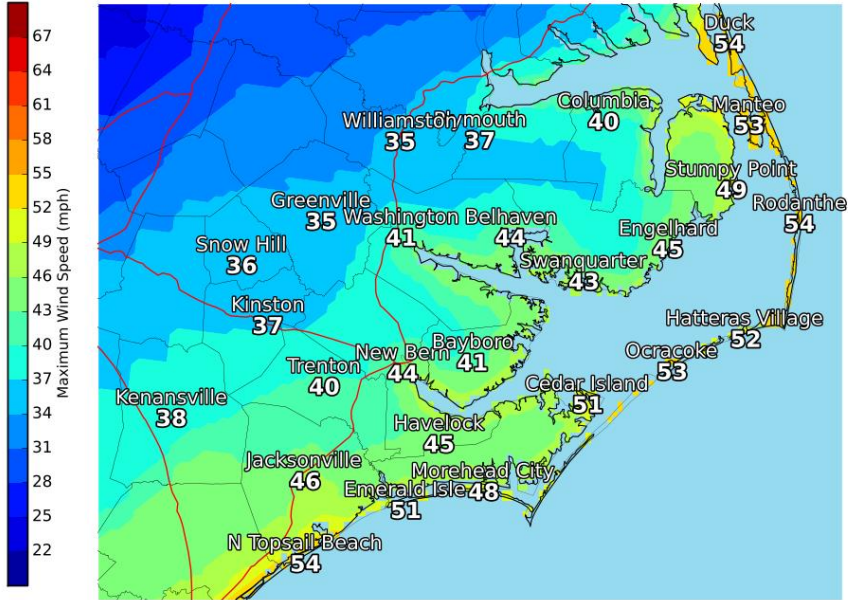 67
64
61
58
55
52
49
46
43
40
37
34
31
28
25
22
Maximum Wind Speed (mph)
Duck
54
Columbia
40
Manteo
53
Williamston
35
Plymouth
37
Stumpy Point
49
Greenville
35
Rodanthe
54
Washington
41
Belhaven
44
Engelhard
45
Snow Hill
36
Swanquarter
43
Kinston
37
Hatteras Village
52
Bayboro
41
New Bern
44
Ocracoke
53
Trenton
40
Cedar Island
51
Kenansville
38
Havelock
45
Jacksonville
46
Morehead City
48
Emerald Isle
51
N Topsail Beach
54